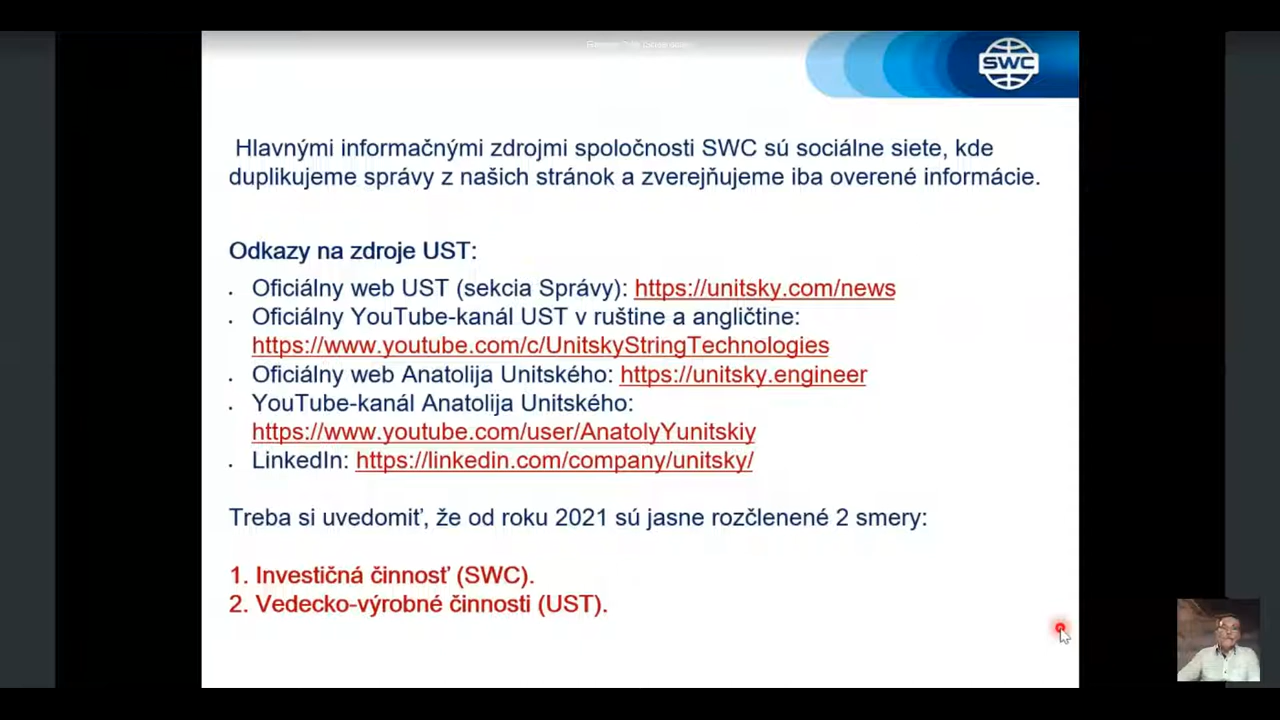 SWC
Hlavnými informačnými zdrojmi spoločnosti SWC sú sociálne siete, kde
duplikujeme správy z našich stránok a zverejňujeme iba overené informácie.
Odkazy na zdroje UST:
Oficiálny web UST (sekcia Správy): https://unitsky.com/news
Oficiálny YouTube-kanál UST v ruštine a angličtine:
https://www.youtube.com/c/UnitskyStringTechnologies
Oficiálny web Anatolija Unitského: https://unitsky.engineer
YouTube-kanál Anatolija Unitského:
https://www.youtube.com/user/AnatolyYunitskiy
LinkedIn: https://linkedin.com/company/unitsky/
Treba si uvedomiť, že od roku 2021 sú jasne rozčlenené 2 smery:
1. Investičná činnosť (SWC).
2. Vedecko-výrobné činnosti (UST).